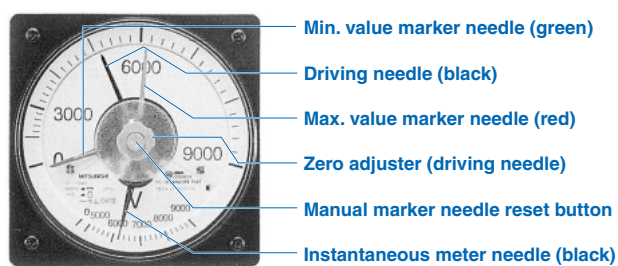 Min. value marker needle (green)
Driving needle (black)
Max. value marker needle (red)
Zero adjuster (driving needle)
Manual marker needle reset button
Instantaneous meter needle (black)
6000
3000
0
9000
S
MITSUBISHI
V
0
5000
6000
7000
8000
9000